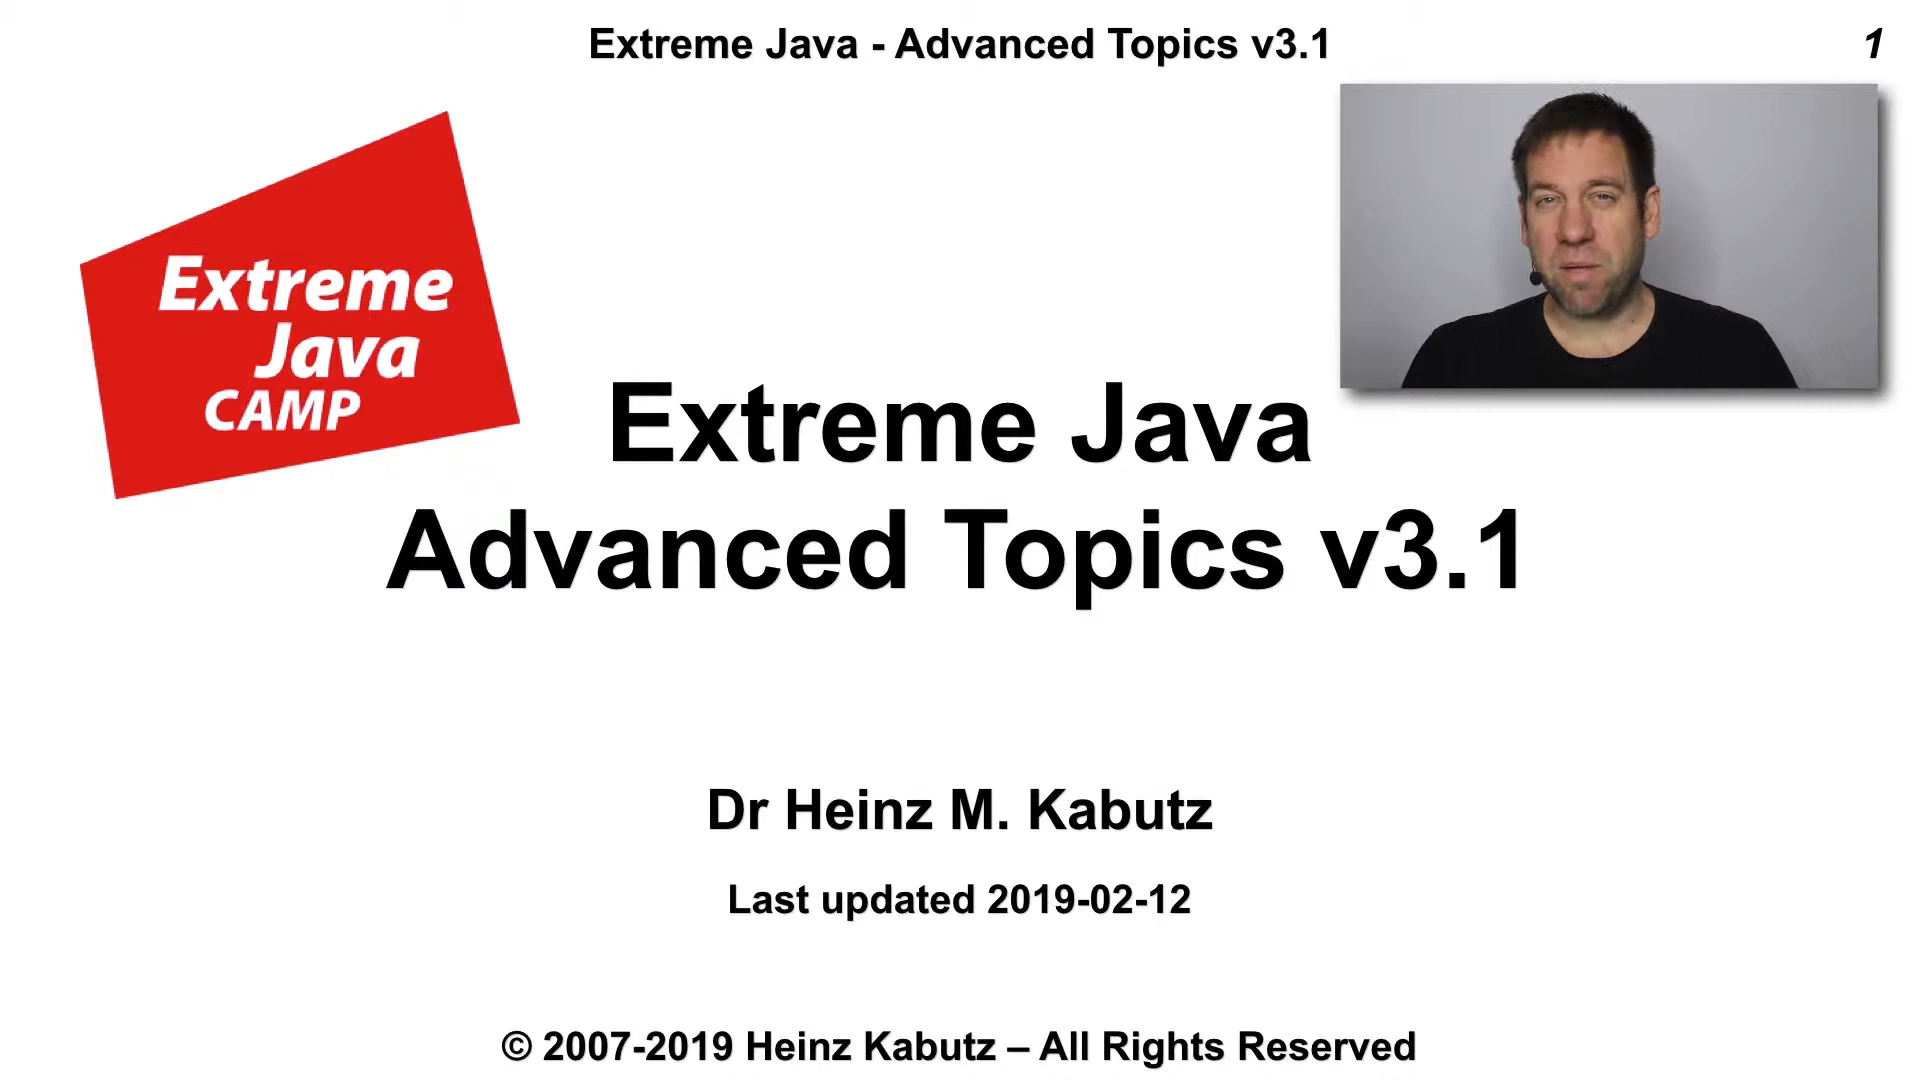 Extreme Java - Advanced Topics v3.1
1
Extreme
Java
CAMP
Extreme Java
Advanced Topics v3.1
Dr Heinz M. Kabutz
Last updated 2019-02-12
© 2007-2019 Heinz Kabutz – All Rights Reserved